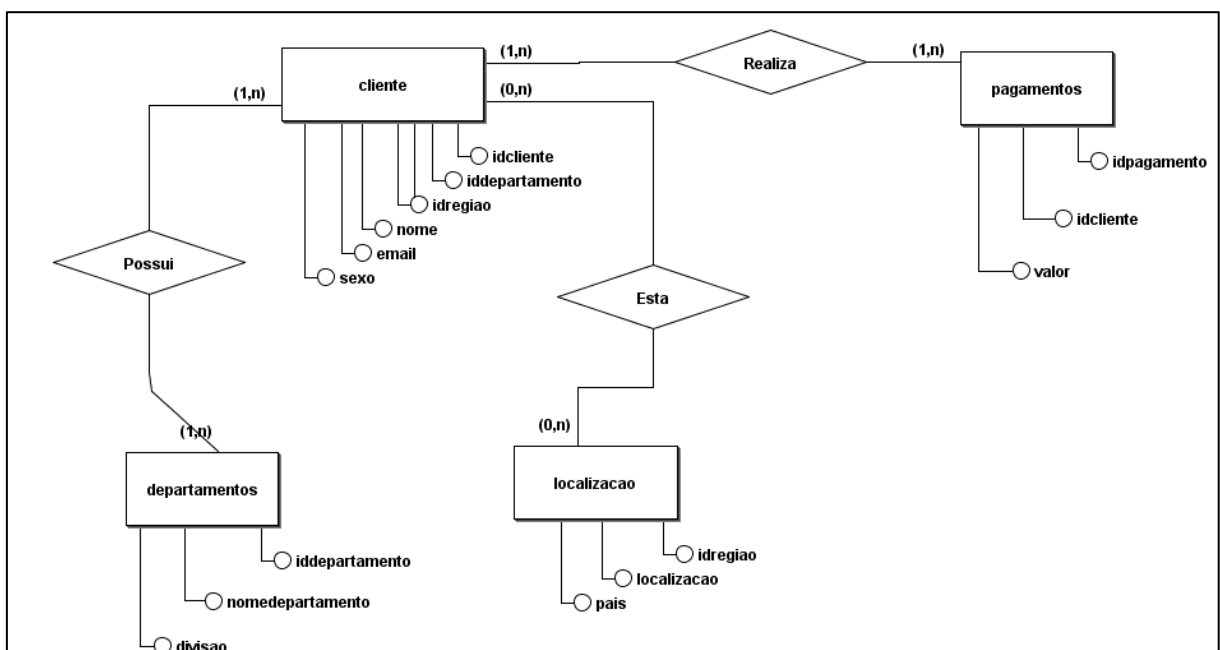 (1,n)
(1,n)
Realiza
cliente
pagamentos
(1,n)
(0,n)
idcliente
idpagamento
iddepartamento
idregiao
idcliente
nome
email
Possui
valor
sexo
Esta
(0,n)
(1,n)
departamentos
localizacao
idregiao
iddepartamento
localizacao
nomedepartamento
pais
divisao